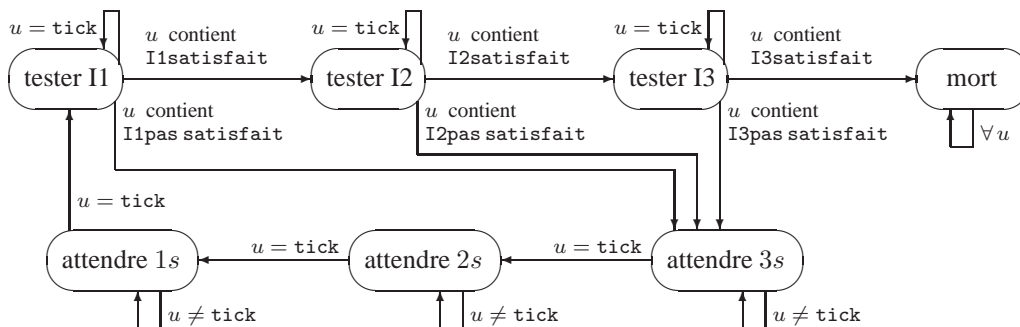 u = tick
u = tick
u = tick
u contient
I1satisfait
u contient
I2satisfait
u contient
I3satisfait
tester I1
tester I2
tester I3
mort
u contient
I1pas satisfait
u contient
I2pas satisfait
u contient
I3pas satisfait
∀ u
u = tick
u = tick
u = tick
attendre 1s
attendre 2s
attendre 3s
u ≠ tick
u ≠ tick
u ≠ tick